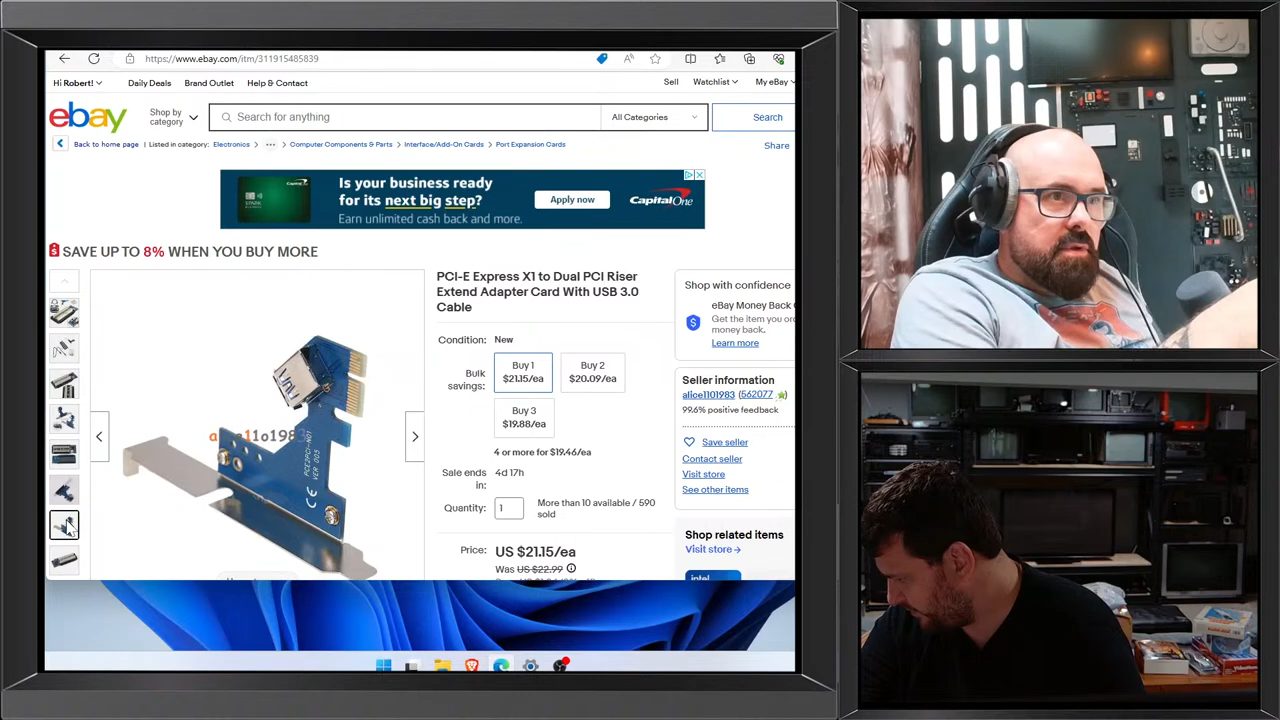 https://www.ebay.com/itm/311915485839
Hi Robert!
Daily Deals
Brand Outlet
Help & Contact
Sell
Watchlist
My eBay
ebay
Shop by category
Search for anything
All Categories
Search
Back to home page
Listed in category:
Electronics
Computer Components & Parts
Interface/Add-On Cards
Port Expansion Cards
Share
Is your business ready
for its next big step?
Earn unlimited cash back and more.
Apply now
Capital One
SPARK
SAVE UP TO 8% WHEN YOU BUY MORE
PCI-E Express X1 to Dual PCI Riser
Extend Adapter Card With USB 3.0
Cable
Condition: New
Bulk savings:
Buy 1
$21.15/ea
Buy 2
$20.09/ea
Buy 3
$19.88/ea
4 or more for $19.46/ea
Sale ends in:
4d 17h
Quantity:
1
More than 10 available / 590
sold
Price:
US $21.15/ea
Was US $22.99
PCE2PCI-N01
VER 005
CE
Shop with confidence
eBay Money Back
Get the item you
money back.
Learn more
Seller information
alice1101983 (562077)
99.6% positive feedback
Save seller
Contact seller
Visit store
See other items
Shop related items
Visit store
intel